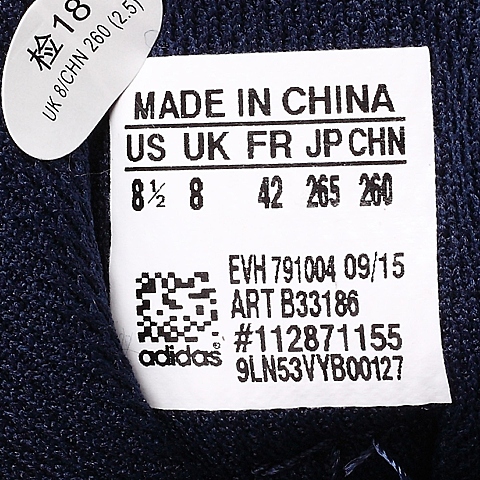 检18
UK 8/CHN 260 (2.5)
MADE IN CHINA
US UK FR JP CHN
8½ 8 42 265 260
EVH 791004 09/15
ART B33186
#112871155
adidas®
9LN53VYB00127